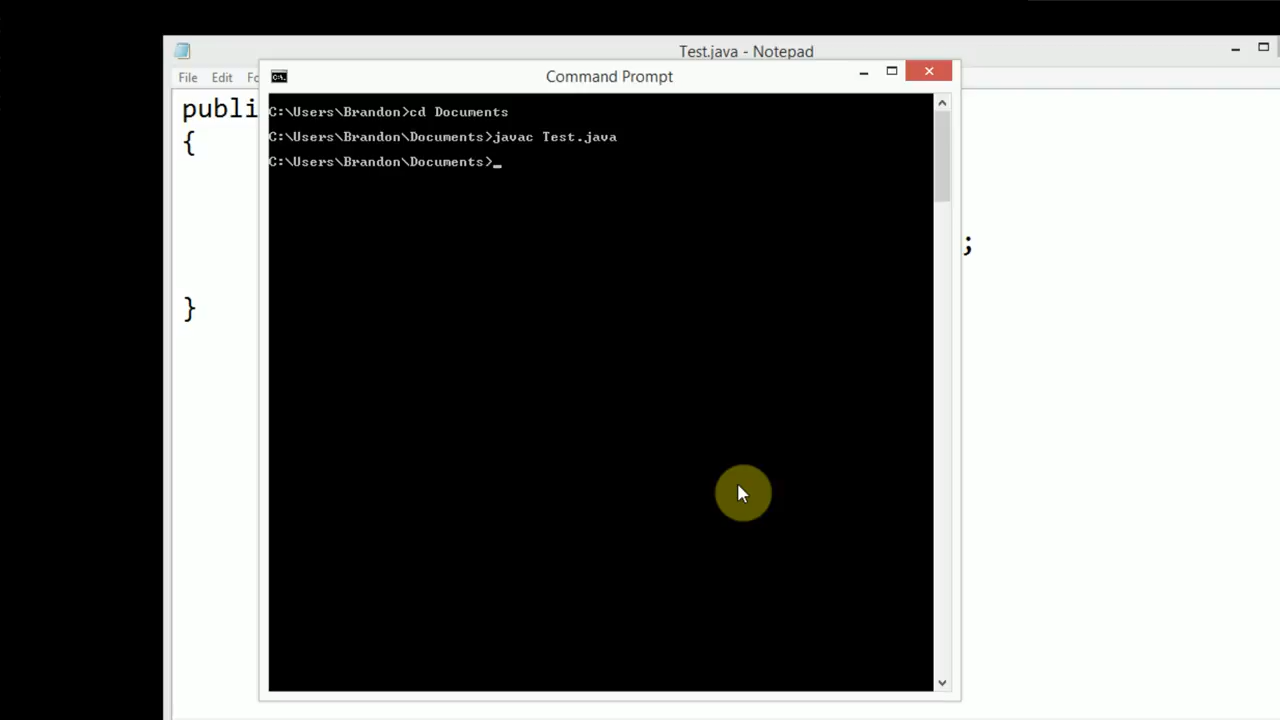 Test.java - Notepad
File Edit Fo
Command Prompt
publi
{
;
}
C:\Users\Brandon>cd Documents
C:\Users\Brandon\Documents>javac Test.java
C:\Users\Brandon\Documents>_